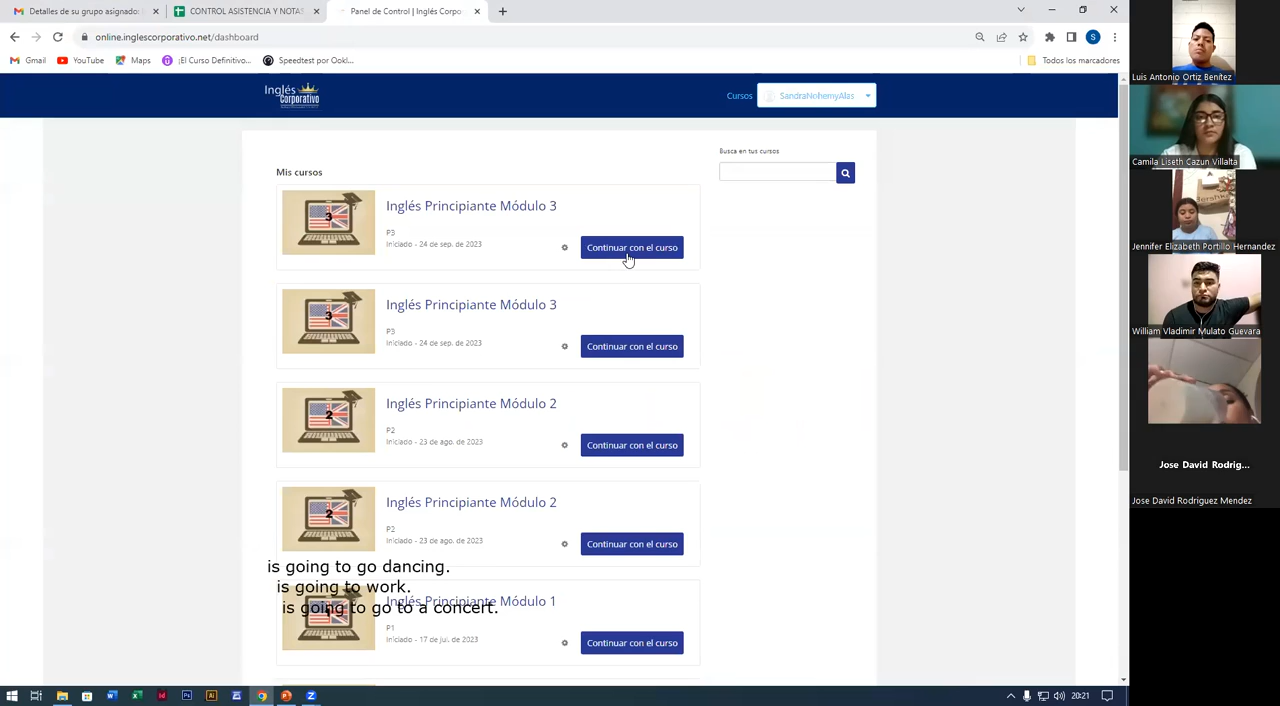 Detalles de su grupo asignado:
CONTROL ASISTENCIA Y NOTAS
Panel de Control | Inglés Corpo
online.inglescorporativo.net/dashboard
S
Gmail
YouTube
Maps
¡El Curso Definitivo...
Speedtest por Ookl...
Todos los marcadores
Inglés
Corporativo
Cursos
SandraNohemyAlas
Busca en tus cursos
Mis cursos
3
Inglés Principiante Módulo 3
P3
Iniciado - 24 de sep. de 2023
Continuar con el curso
3
Inglés Principiante Módulo 3
P3
Iniciado - 24 de sep. de 2023
Continuar con el curso
2
Inglés Principiante Módulo 2
P2
Iniciado - 23 de ago. de 2023
Continuar con el curso
2
Inglés Principiante Módulo 2
P2
Iniciado - 23 de ago. de 2023
Continuar con el curso
is going to go dancing.
is going to work.
is going to go to a concert.
1
Inglés Principiante Módulo 1
P1
Iniciado - 17 de jul. de 2023
Continuar con el curso
20:21
Luis Antonio Ortiz Benitez
Camila Liseth Cazun Villalta
Bershka
Jennifer Elizabeth Portillo Hernandez
William Vladimir Mulato Guevara
Jose David Rodrig...
Jose David Rodriguez Mendez